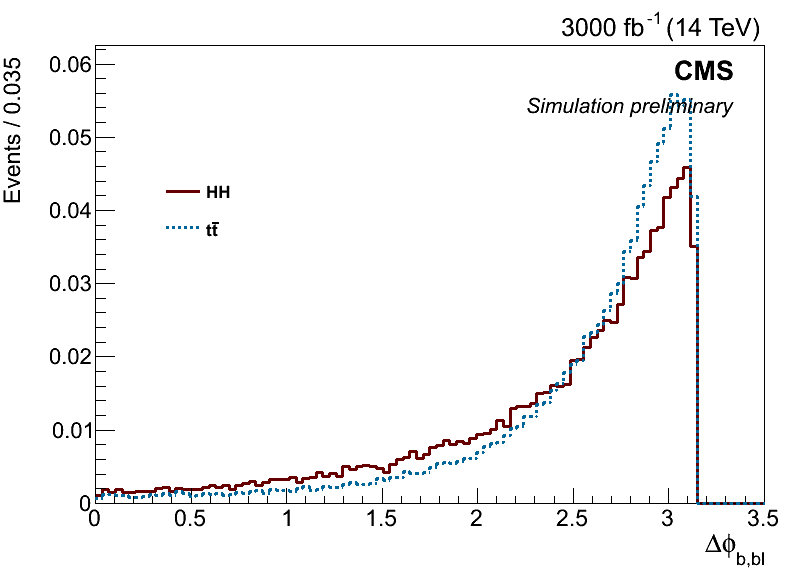 3000 fb⁻¹ (14 TeV)
CMS
Simulation preliminary
Events / 0.035
0.06
0.05
0.04
0.03
0.02
0.01
0
HH
tt̄
0 0.5 1 1.5 2 2.5 3 3.5
Δϕb,bl